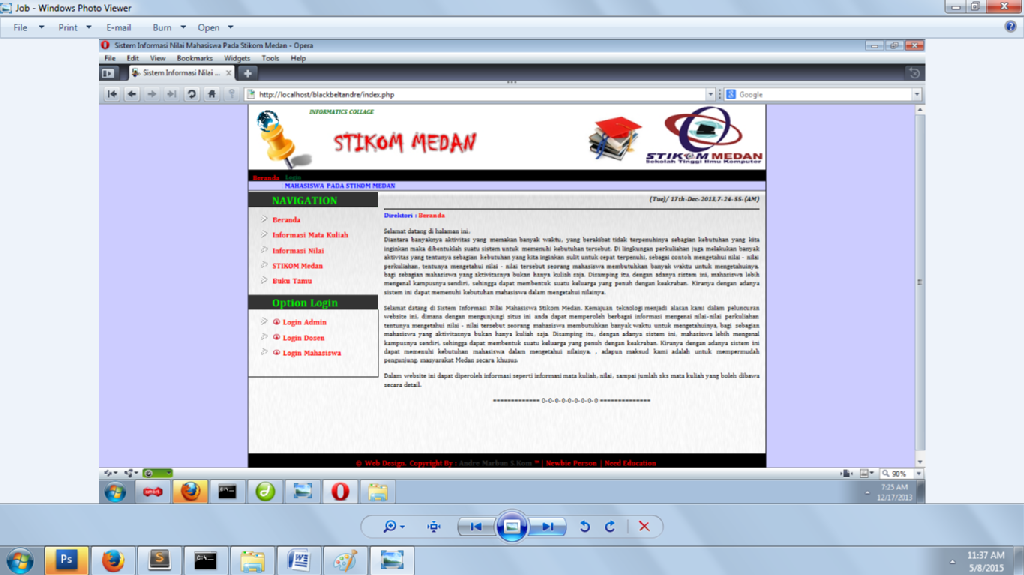 Job - Windows Photo Viewer
File Print E-mail Burn Open
Sistem Informasi Nilai Mahasiswa Pada Stikom Medan - Opera
File Edit View Bookmarks Widgets Tools Help
Sistem Informasi Nilai ...
http://localhost/blackbeltandre/index.php
Google
INFORMATICS COLLAGE
STIKOM MEDAN
STIKOM MEDAN
Sekolah Tinggi Ilmu Komputer
Beranda Login
MAHASISWA PADA STIKOM MEDAN
NAVIGATION
Beranda
Informasi Mata Kuliah
Informasi Nilai
STIKOM Medan
Buku Tamu
Option Login
Login Admin
Login Dosen
Login Mahasiswa
(Tue)/ 17th-Dec-2013, 7:24:55 (AM)
Direktori : Beranda
Selamat datang di halaman ini.
Diantara banyaknya aktivitas yang memakan banyak waktu, yang berakibat tidak terpenuhinya sebagian kebutuhan yang kita
inginkan maka dibentuklah suatu sistem untuk memenuhi kebutuhan tersebut. Di lingkungan perkuliahan juga melakukan banyak
aktivitas yang tentunya sebagian kebutuhan yang kita inginkan sulit untuk cepat terpenuhi, sebagai contoh mengetahui nilai - nilai
perkuliahan, tentunya mengetahui nilai - nilai tersebut seorang mahasiswa membutuhkan banyak waktu untuk mengetahuinya,
bagi sebagian mahasiswa yang aktivitasnya bukan hanya kuliah saja. Disamping itu, dengan adanya sistem ini, mahasiswa lebih
mengenal kampusnya sendiri, sehingga dapat membentuk suatu keluarga yang penuh dengan keakraban. Kiranya dengan adanya
sistem ini dapat memenuhi kebutuhan mahasiswa dalam mengetahui nilainya.
Selamat datang di Sistem Informasi Nilai Mahasiswa Stikom Medan. Kemajuan teknologi menjadi alasan kami dalam peluncuran
website ini, dimana dengan mengunjungi situs ini anda dapat memperoleh berbagai informasi mengenai nilai-nilai perkuliahan
tentunya mengetahui nilai - nilai tersebut seorang mahasiswa membutuhkan banyak waktu untuk mengetahuinya, bagi sebagian
mahasiswa yang aktivitasnya bukan hanya kuliah saja. Disamping itu, dengan adanya sistem ini, mahasiswa lebih mengenal
kampusnya sendiri, sehingga dapat membentuk suatu keluarga yang penuh dengan keakraban. Kiranya dengan adanya sistem ini
dapat memenuhi kebutuhan mahasiswa dalam mengetahui nilainya. , adapun maksud kami adalah untuk mempermudah
pengunjung masyarakat Medan secara khusus.
Dalam website ini dapat diperoleh informasi seperti informasi mata kuliah, nilai, sampai jumlah sks mata kuliah yang boleh dibawa
secara detail.
============= 0-0-0-0-0-0-0-0 =============
© Web Design, Copyright By : Andre Marbun S.Kom ™ | Newbie Person | Need Education
90%
7:25 AM
12/17/2013
Ps
11:37 AM
5/8/2015